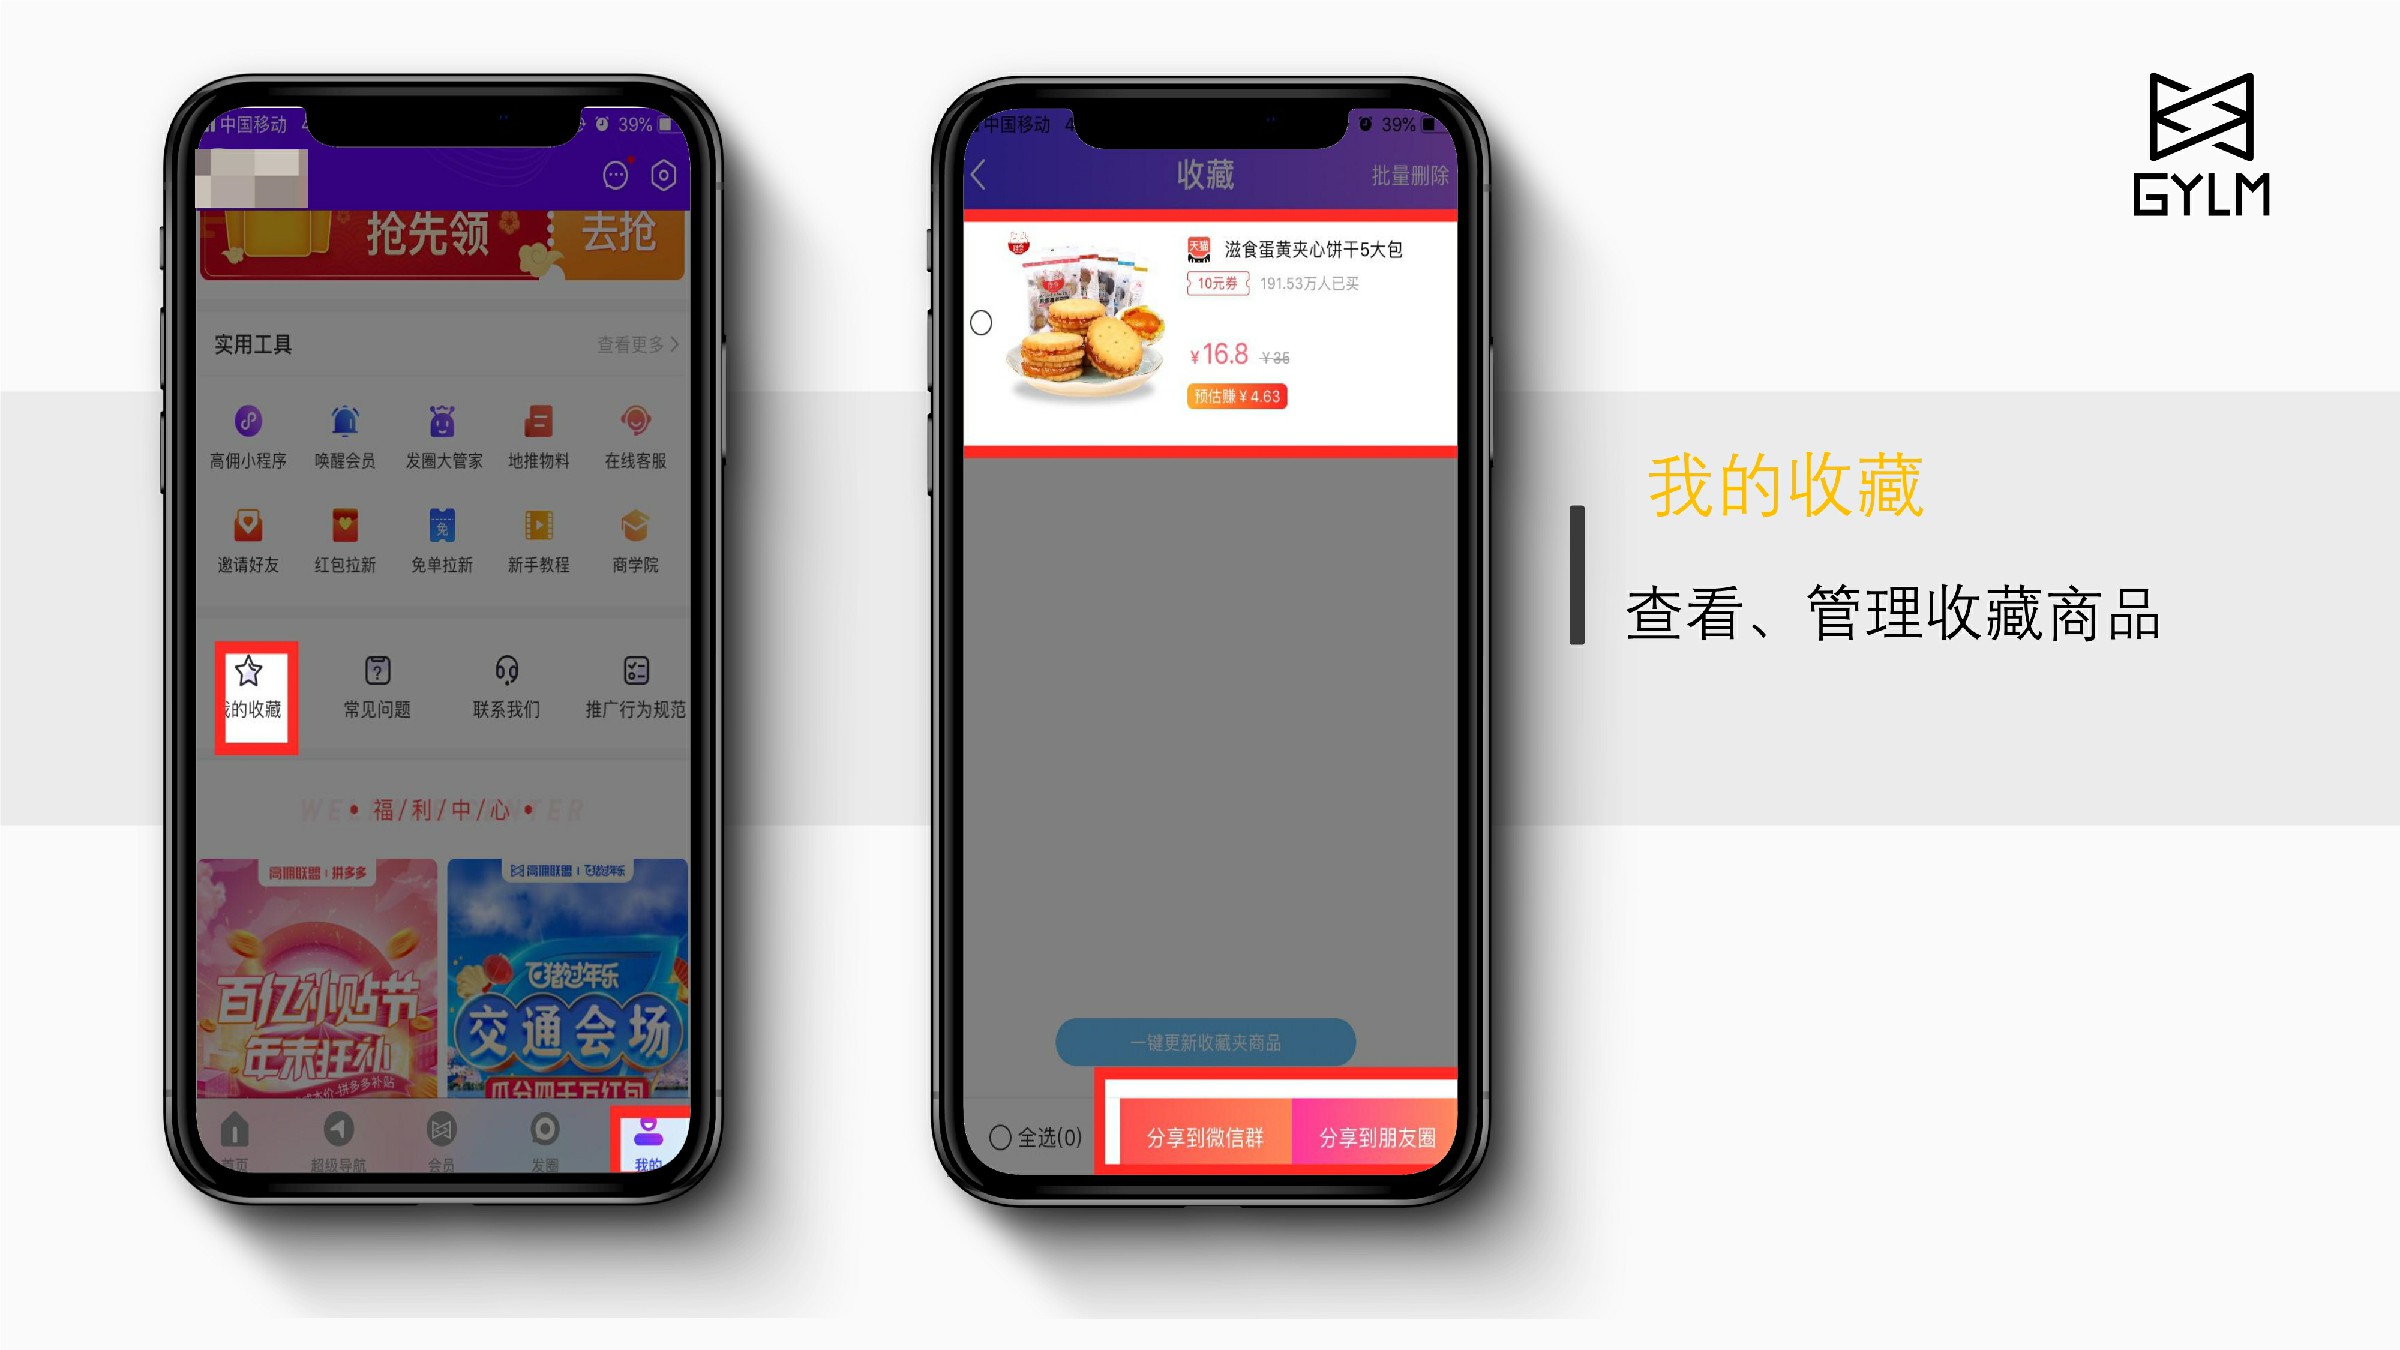 中国移动 4
39%
抢先领
去抢
实用工具
查看更多
高佣小程序
唤醒会员
发圈大管家
地推物料
在线客服
邀请好友
红包拉新
免
免单拉新
新手教程
商学院
我的收藏
常见问题
联系我们
推广行为规范
福/利/中/心
高佣联盟 | 拼多多
百亿补贴节
年末狂补
高佣联盟 | 飞猪过年乐
飞猪过年乐
交通会场
瓜分四千万红包
首页
超级导航
会员
发圈
我的
中国移动 4
39%
收藏
批量删除
天猫
滋食蛋黄夹心饼干5大包
10元券
191.53万人已买
¥16.8 ¥35
预估赚 ¥ 4.63
一键更新收藏夹商品
全选(0)
分享到微信群
分享到朋友圈
GYLM
我的收藏
查看、管理收藏商品